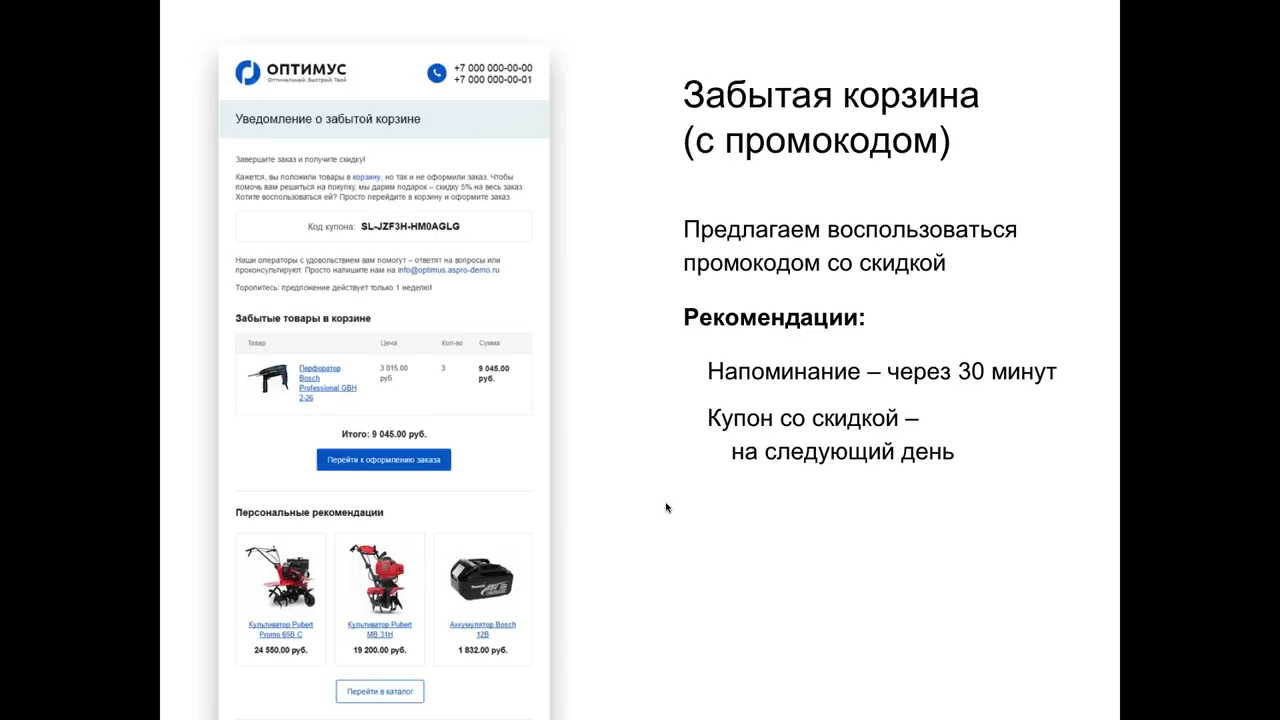 ОПТИМУС
Оптимальный. Быстрый. Твой
+7 000 000-00-00
+7 000 000-00-01
Уведомление о забытой корзине
Завершите заказ и получите скидку!
Кажется, вы положили товары в корзину, но так и не оформили заказ. Чтобы
помочь вам решиться на покупку, мы дарим подарок – скидку 5% на весь заказ.
Хотите воспользоваться ей? Просто перейдите в корзину и оформите заказ.
Код купона: SL-JZF3H-HM0AGLG
Наши операторы с удовольствием вам помогут – ответят на вопросы или
проконсультируют. Просто напишите нам на info@optimus.aspro-demo.ru
Торопитесь: предложение действует только 1 неделю!
Забытые товары в корзине
Товар Цена Кол-во Сумма
Перфоратор
Bosch
Professional GBH
2-26
3 015.00
руб.
3
9 045.00
руб.
Итого: 9 045.00 руб.
Перейти к оформлению заказа
Персональные рекомендации
Культиватор Pubert
Promo 65B C
24 550.00 руб.
Культиватор Pubert
MB 31H
19 200.00 руб.
Аккумулятор Bosch
12В
1 832.00 руб.
Перейти в каталог
Забытая корзина
(с промокодом)
Предлагаем воспользоваться
промокодом со скидкой
Рекомендации:
Напоминание – через 30 минут
Купон со скидкой –
на следующий день